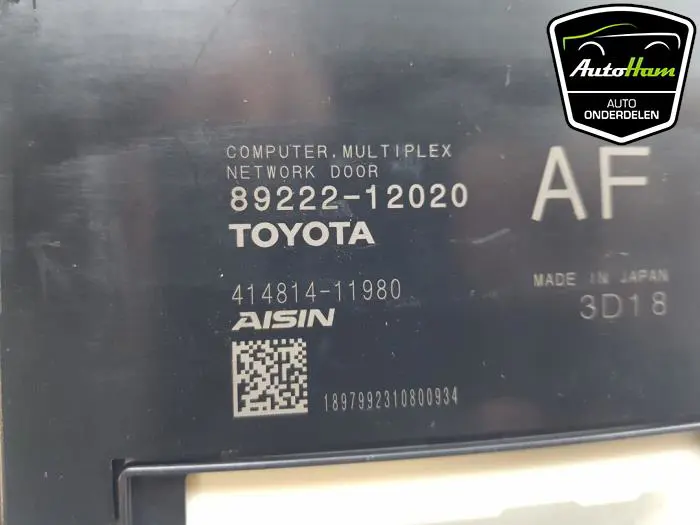 AutoHam
AUTO
ONDERDELEN
COMPUTER, MULTIPLEX
NETWORK DOOR
89222-12020
TOYOTA
AF
MADE IN JAPAN
3D18
414814-11980
AISIN
1897992310800934